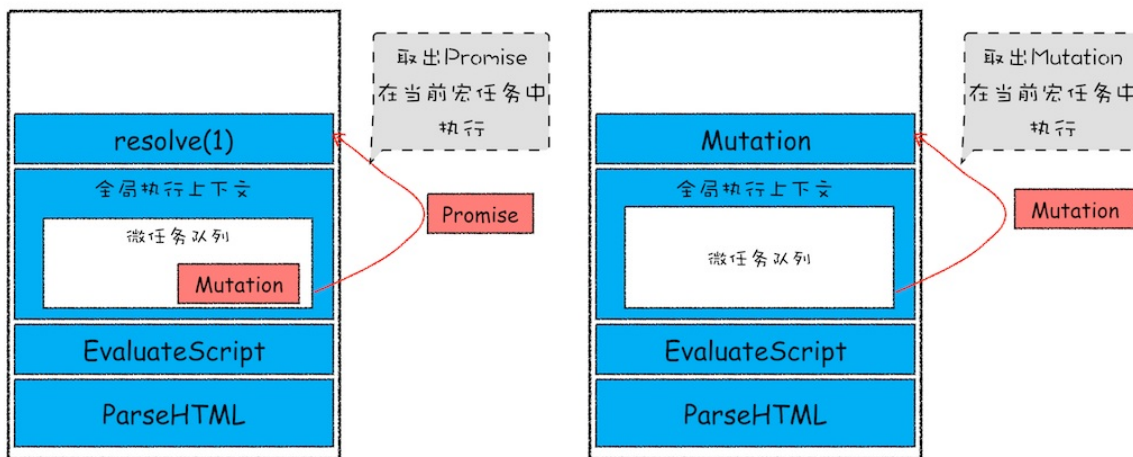 取出Promise
在当前宏任务中
执行
resolve(1)
全局执行上下文
Promise
微任务队列
Mutation
EvaluateScript
ParseHTML
取出Mutation
在当前宏任务中
执行
Mutation
全局执行上下文
Mutation
微任务队列
EvaluateScript
ParseHTML